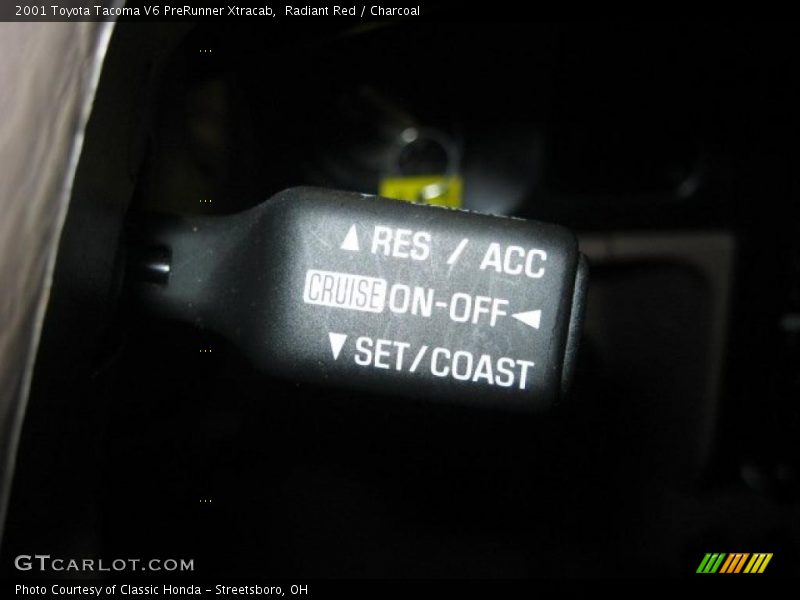 2001 Toyota Tacoma V6 PreRunner Xtracab,  Radiant Red / Charcoal
▲ RES / ACC
CRUISE ON-OFF ◀
▼ SET/COAST
GTCARLOT.COM
Photo Courtesy of Classic Honda - Streetsboro, OH